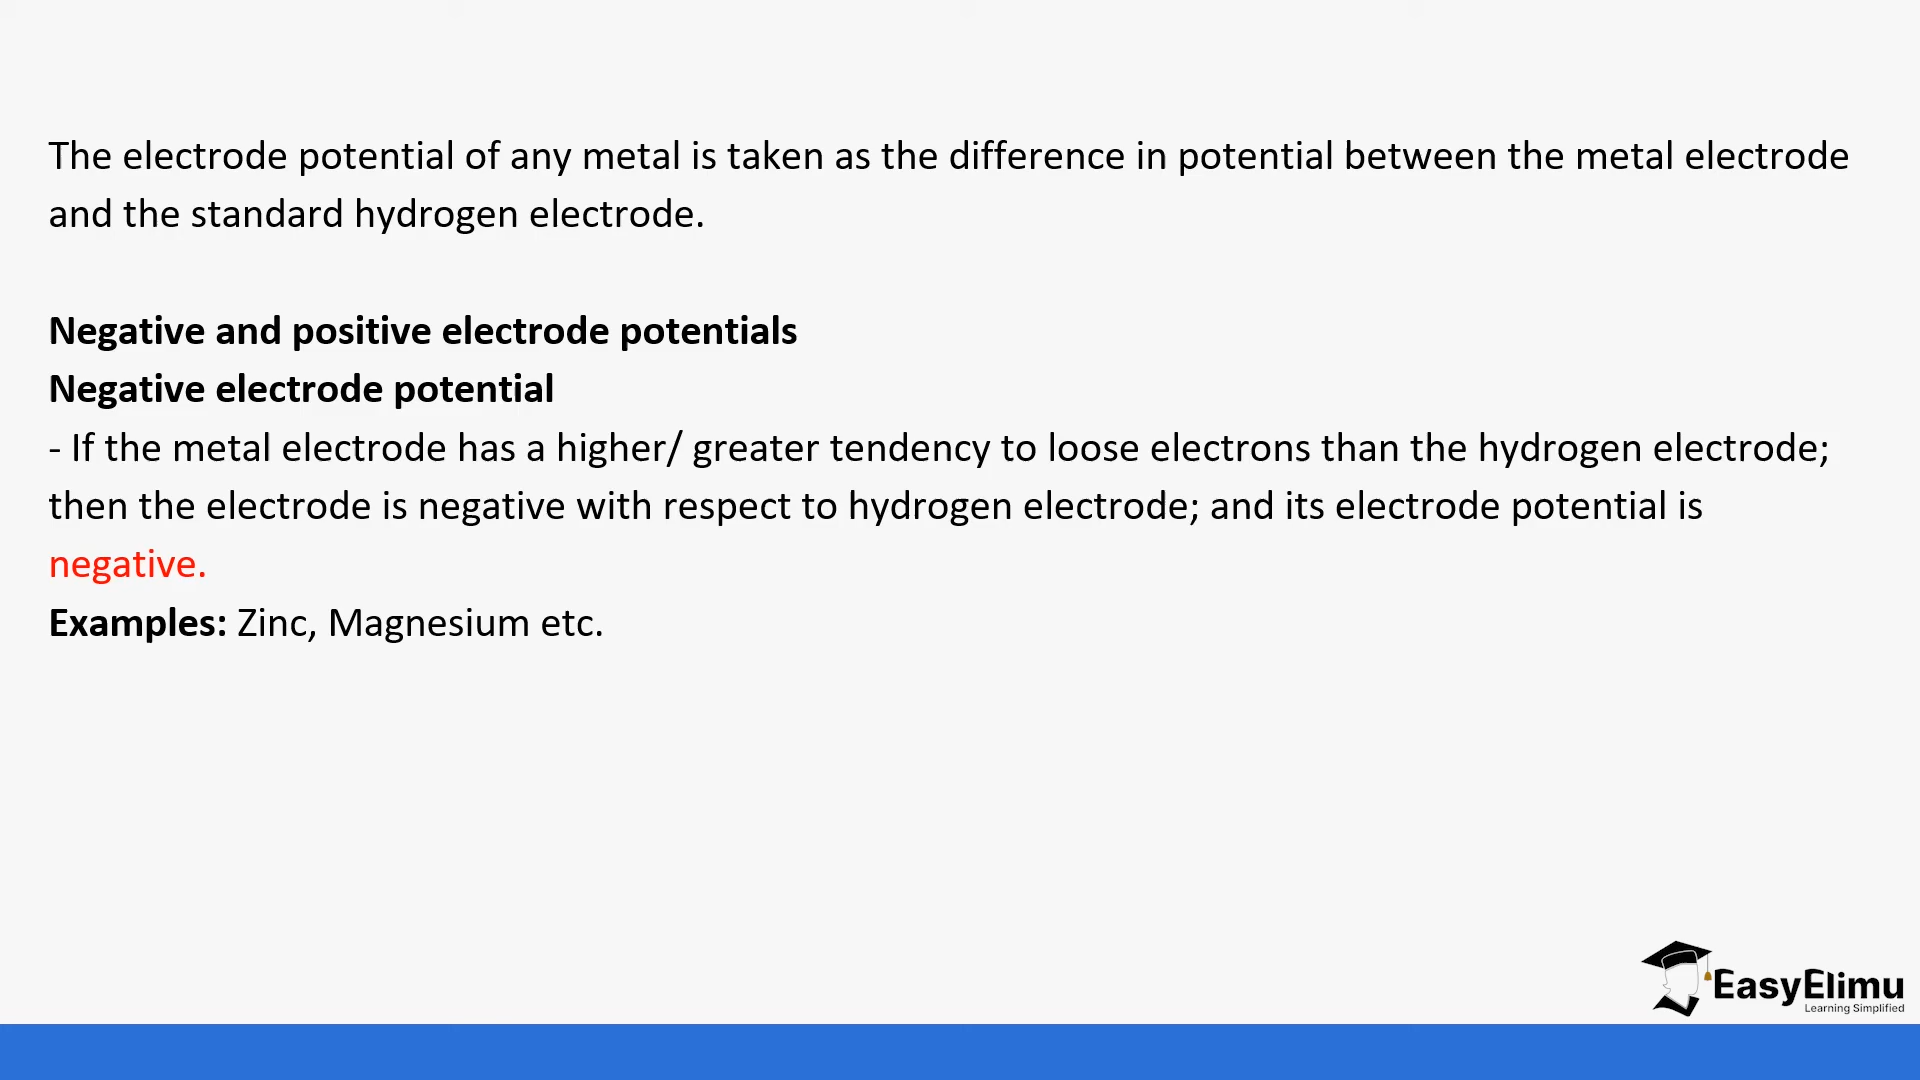 The electrode potential of any metal is taken as the difference in potential between the metal electrode
and the standard hydrogen electrode.
Negative and positive electrode potentials
Negative electrode potential
- If the metal electrode has a higher/ greater tendency to loose electrons than the hydrogen electrode;
then the electrode is negative with respect to hydrogen electrode; and its electrode potential is
negative.
Examples: Zinc, Magnesium etc.
EasyElimu
Learning Simplified